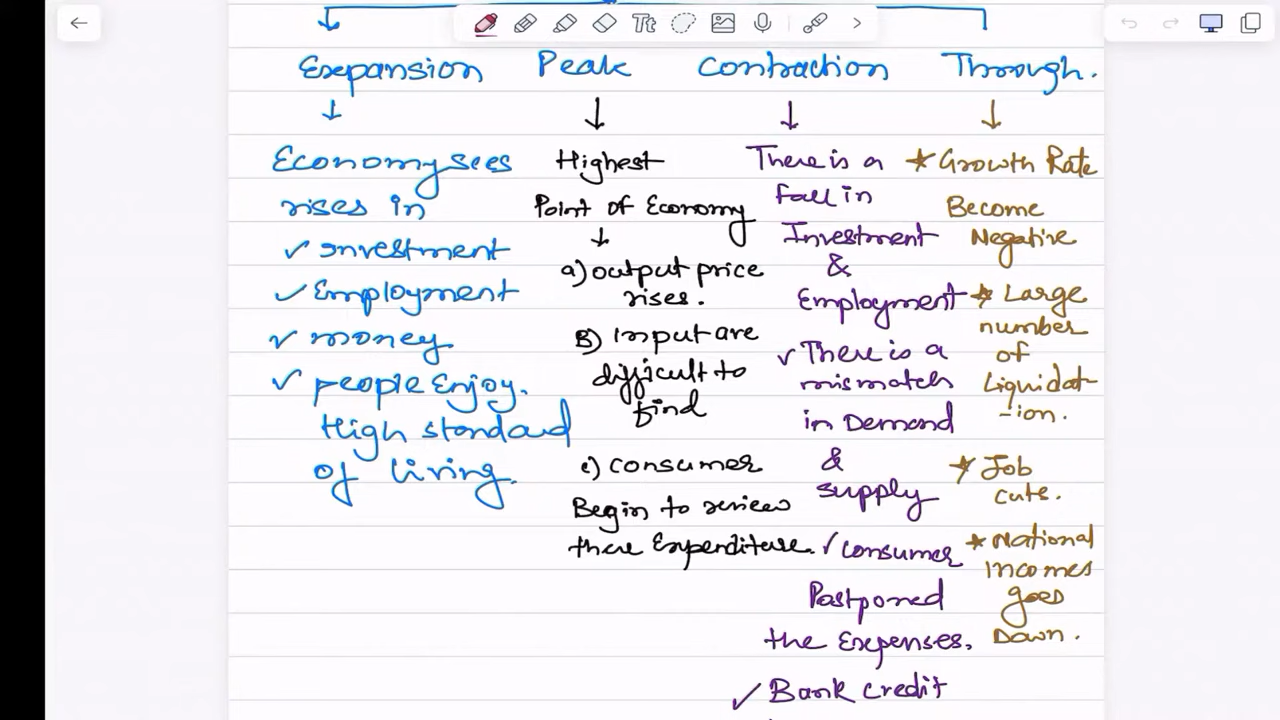 Tt
Expansion Peak Contraction Through.
Economy sees
rises in
✓ investment
✓ Employment
✓ money
✓ people Enjoy.
High standard
of living.
Highest
Point of Economy
a) output price
rises.
B) input are
difficult to
find
c) consumer
Begin to review
there Expenditure.
There is a
fall in
Investment
&
Employment
✓ There is a
mismatch
in Demand
&
supply
✓ consumer
Postponed
the Expenses.
✓ Bank credit
★ Growth Rate
Become
Negative
★ Large
number
of
Liquidat-
-ion.
★ Job
cuts.
★ National
incomes
goes
Down.